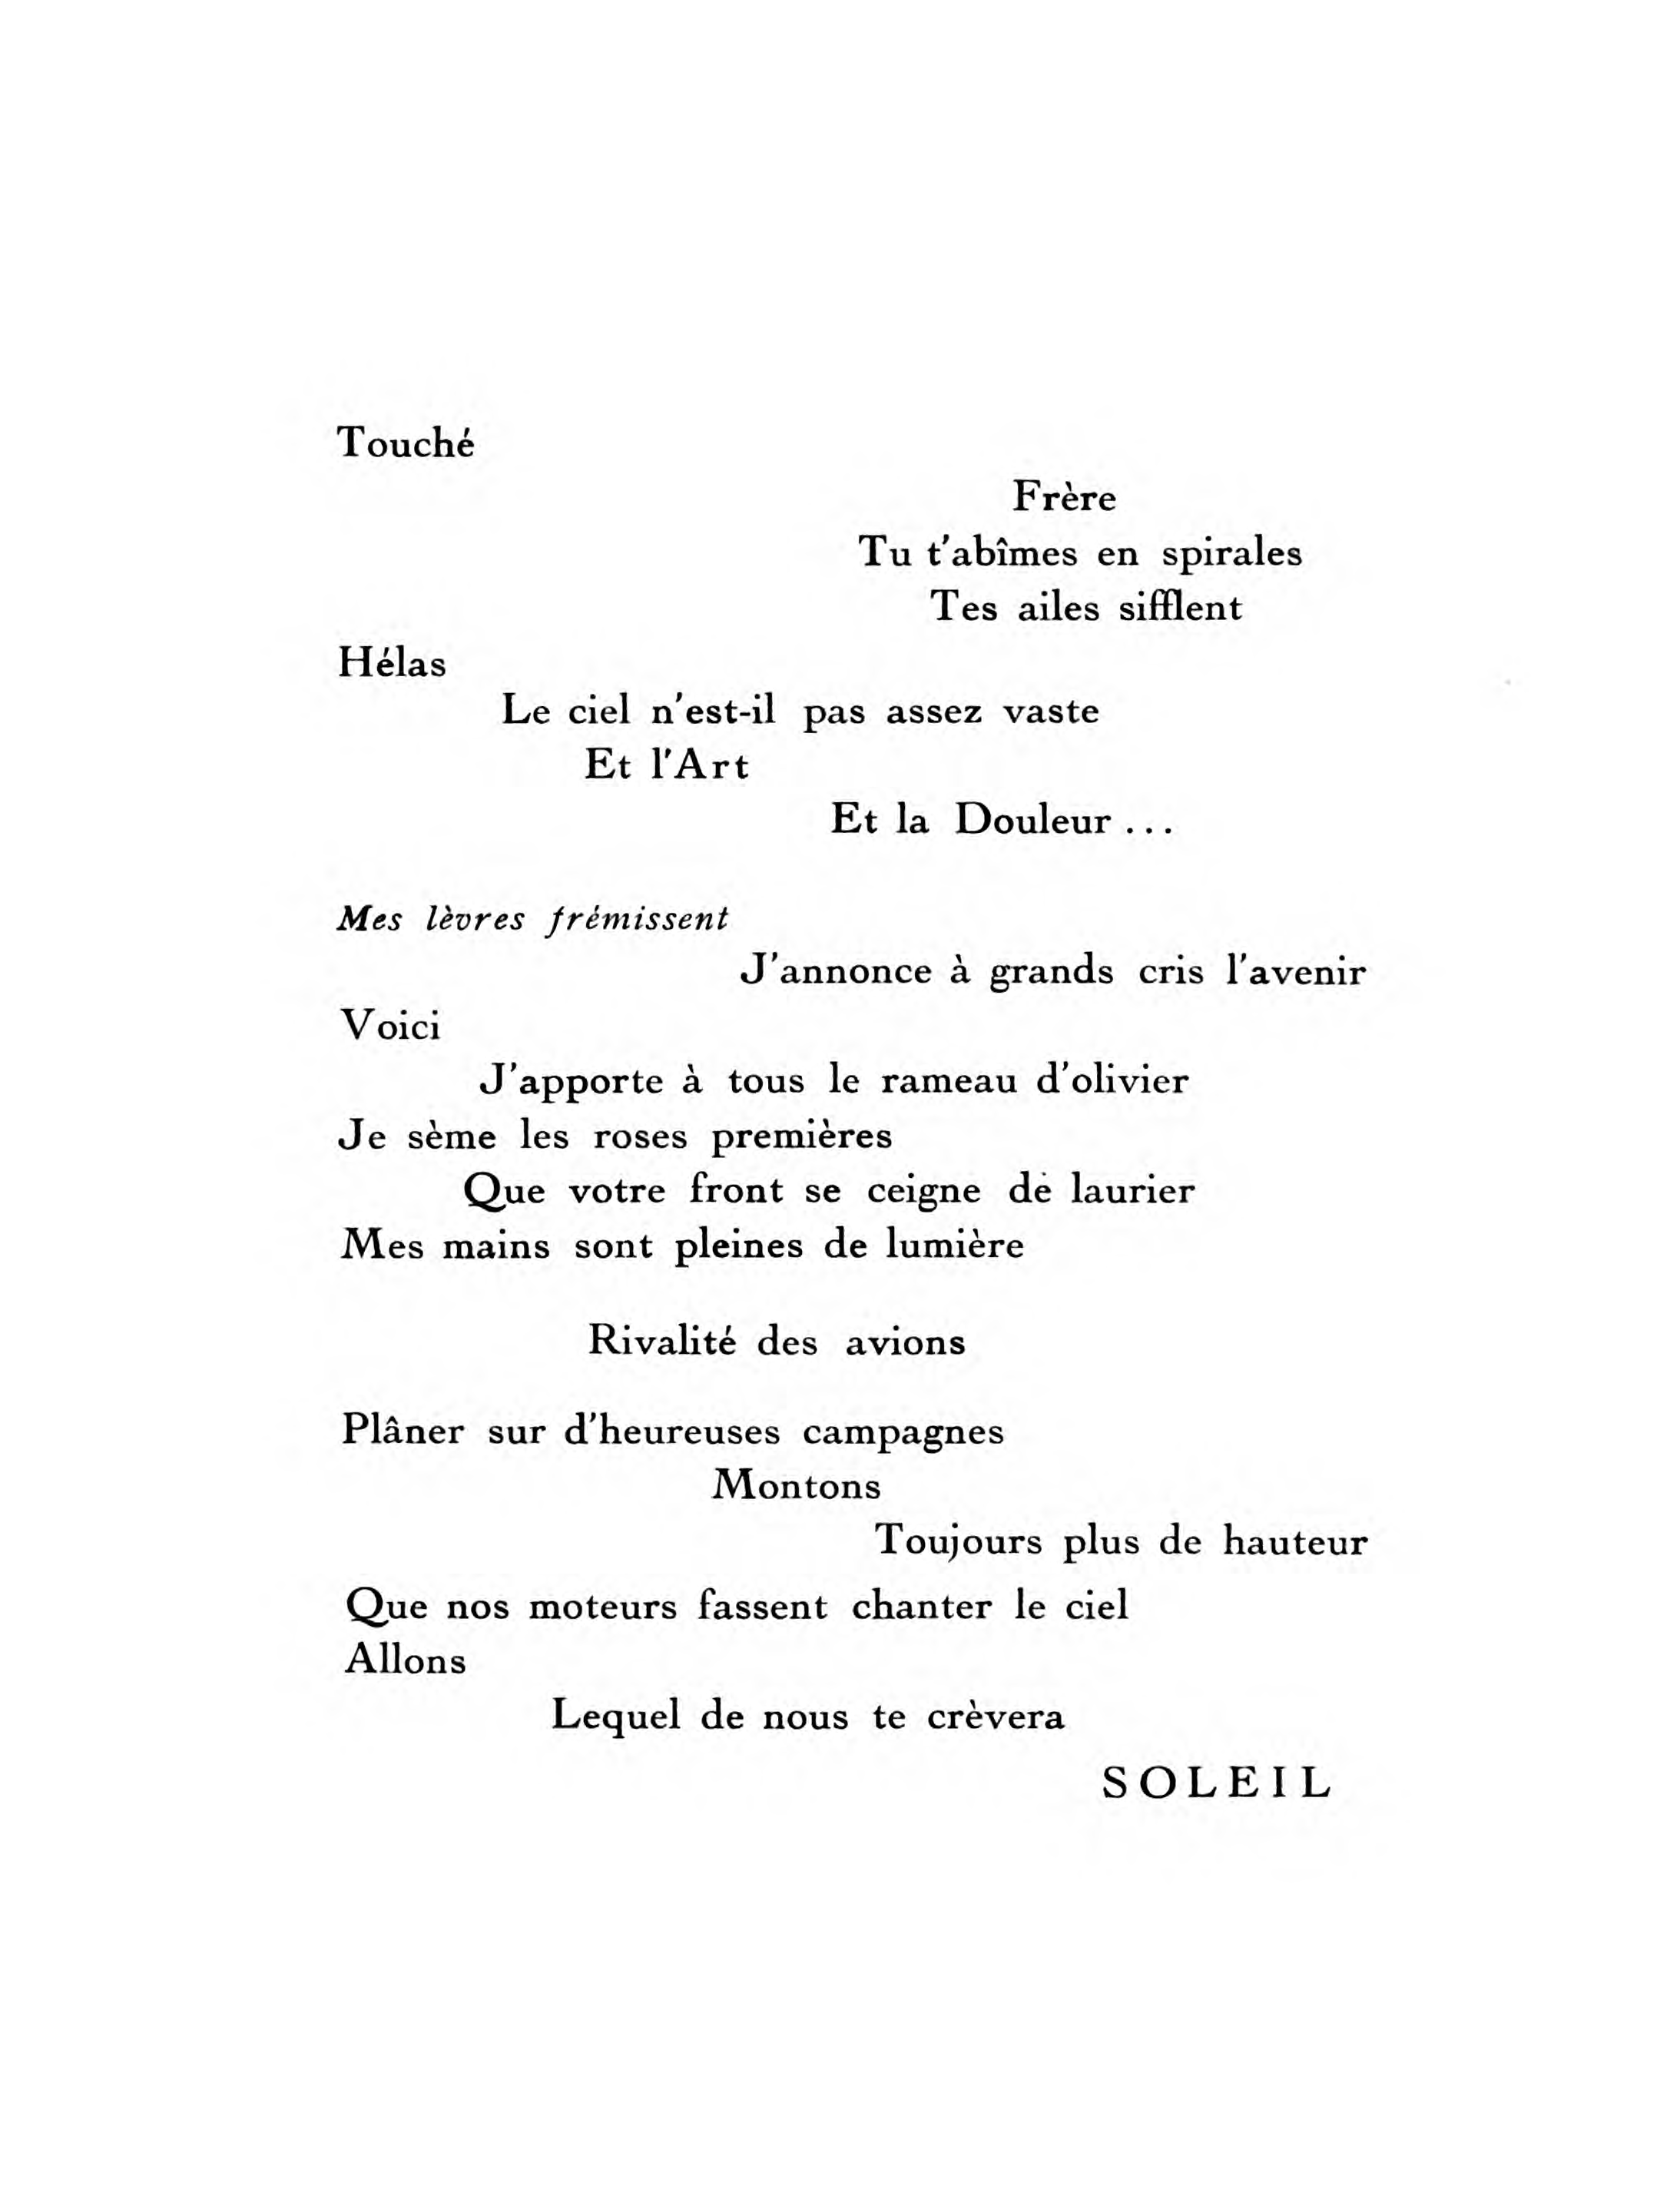 Touché
Frère
Tu t'abîmes en spirales
Tes ailes sifflent
Hélas
Le ciel n'est-il pas assez vaste
Et l'Art
Et la Douleur ...
Mes lèvres frémissent
J'annonce à grands cris l'avenir
Voici
J'apporte à tous le rameau d'olivier
Je sème les roses premières
Que votre front se ceigne de laurier
Mes mains sont pleines de lumière
Rivalité des avions
Plâner sur d'heureuses campagnes
Montons
Toujours plus de hauteur
Que nos moteurs fassent chanter le ciel
Allons
Lequel de nous te crèvera
SOLEIL